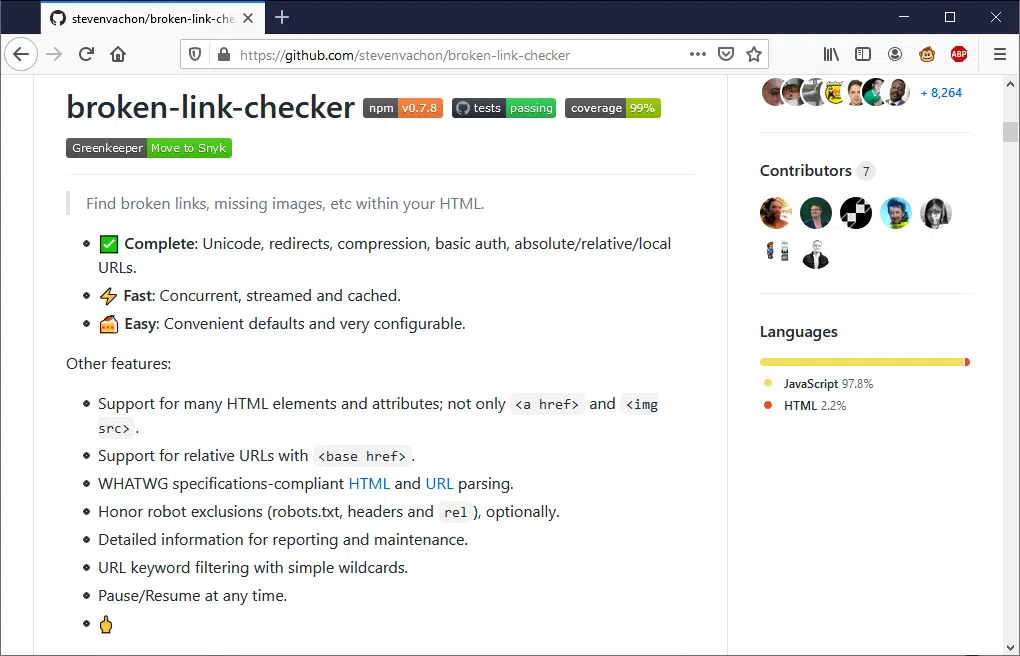 stevenvachon/broken-link-che
https://github.com/stevenvachon/broken-link-checker
ABP
broken-link-checker npm v0.7.8 tests passing coverage 99%
Greenkeeper Move to Snyk
Find broken links, missing images, etc within your HTML.
Complete: Unicode, redirects, compression, basic auth, absolute/relative/local
URLs.
Fast: Concurrent, streamed and cached.
Easy: Convenient defaults and very configurable.
Other features:
Support for many HTML elements and attributes; not only <a href> and <img
src>.
Support for relative URLs with <base href>.
WHATWG specifications-compliant HTML and URL parsing.
Honor robot exclusions (robots.txt, headers and rel), optionally.
Detailed information for reporting and maintenance.
URL keyword filtering with simple wildcards.
Pause/Resume at any time.
+ 8,264
Contributors 7
Languages
JavaScript 97.8%
HTML 2.2%